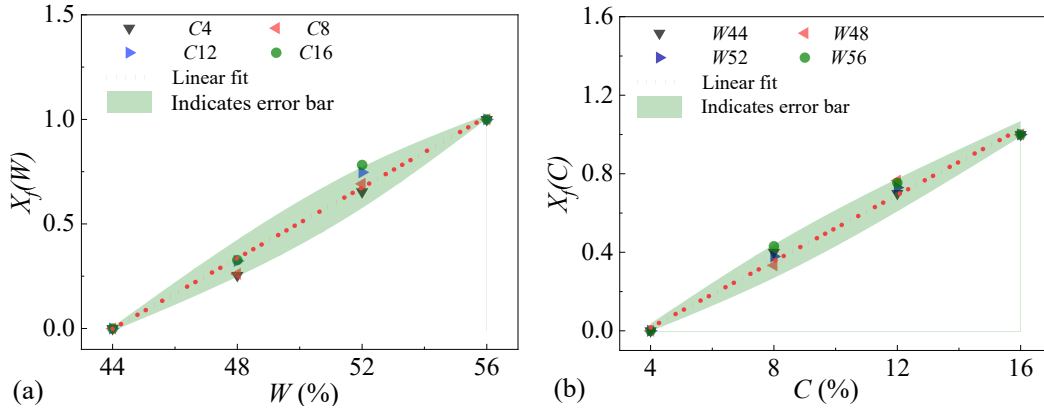 C4 C8
C12 C16
Linear fit
Indicates error bar
1.5
1.0
0.5
0.0
X_f(W)
44 48 52 56
(a) W (%)
W44 W48
W52 W56
Linear fit
Indicates error bar
1.6
1.2
0.8
0.4
0.0
X_f(C)
4 8 12 16
(b) C (%)